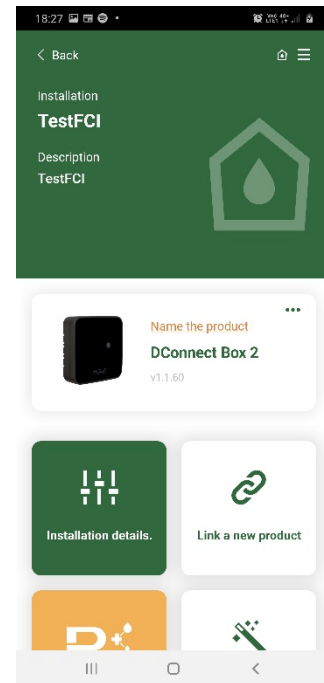 18:27
Back
Installation
TestFCI
Description
TestFCI
Name the product
DConnect Box 2
v1.1.60
Installation details.
Link a new product